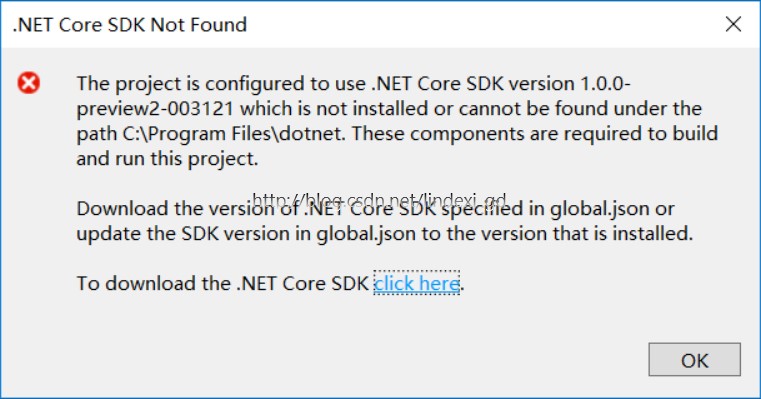 .NET Core SDK Not Found
The project is configured to use .NET Core SDK version 1.0.0-
preview2-003121 which is not installed or cannot be found under the
path C:\Program Files\dotnet. These components are required to build
and run this project.
http://blog.csdn.net/lindexi_gd
Download the version of .NET Core SDK specified in global.json or
update the SDK version in global.json to the version that is installed.
To download the .NET Core SDK click here.
OK